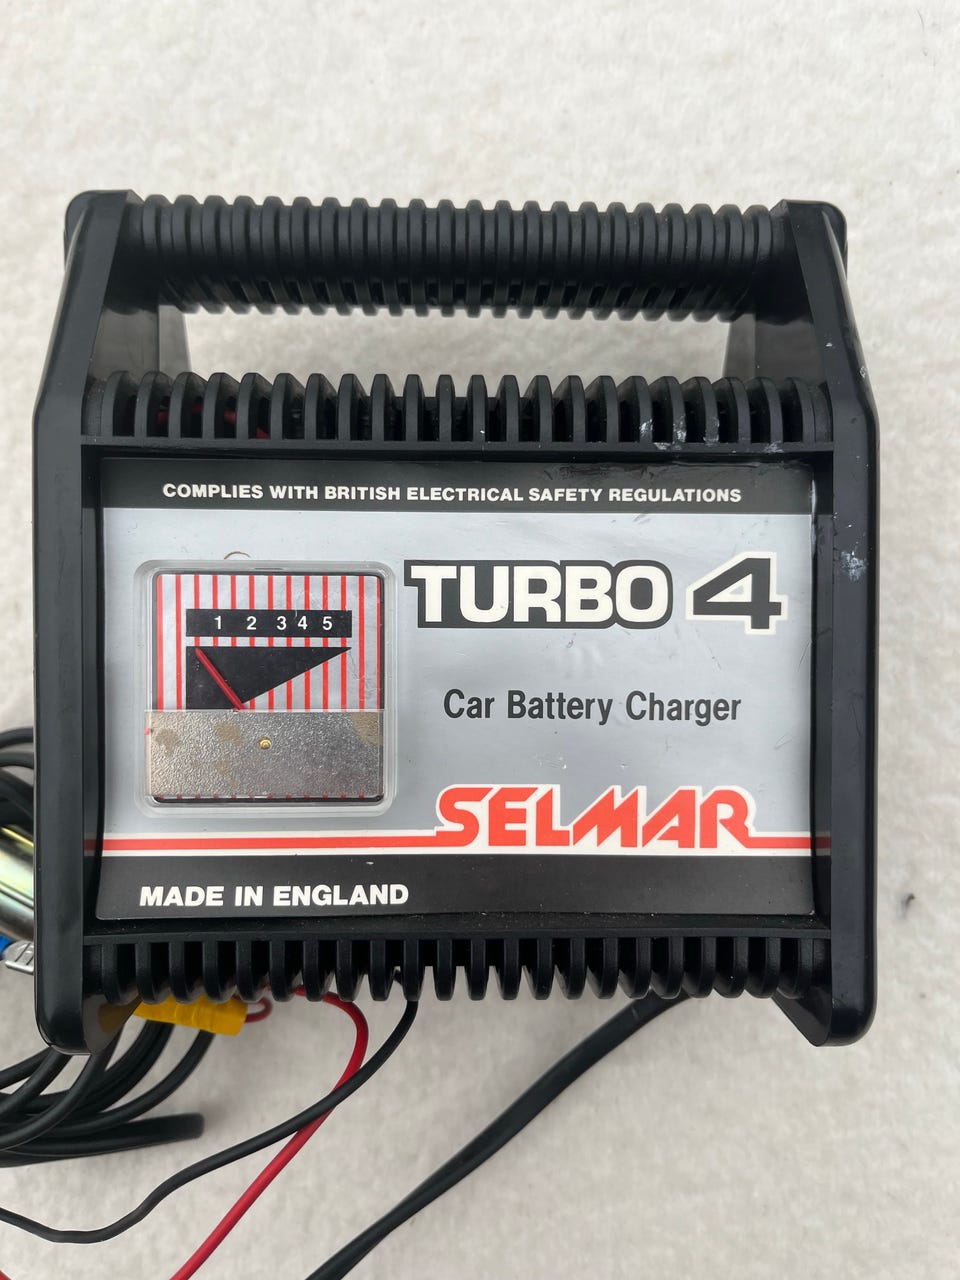 COMPLIES WITH BRITISH ELECTRICAL SAFETY REGULATIONS
TURBO 4
1 2 3 4 5
Car Battery Charger
SELMAR
MADE IN ENGLAND